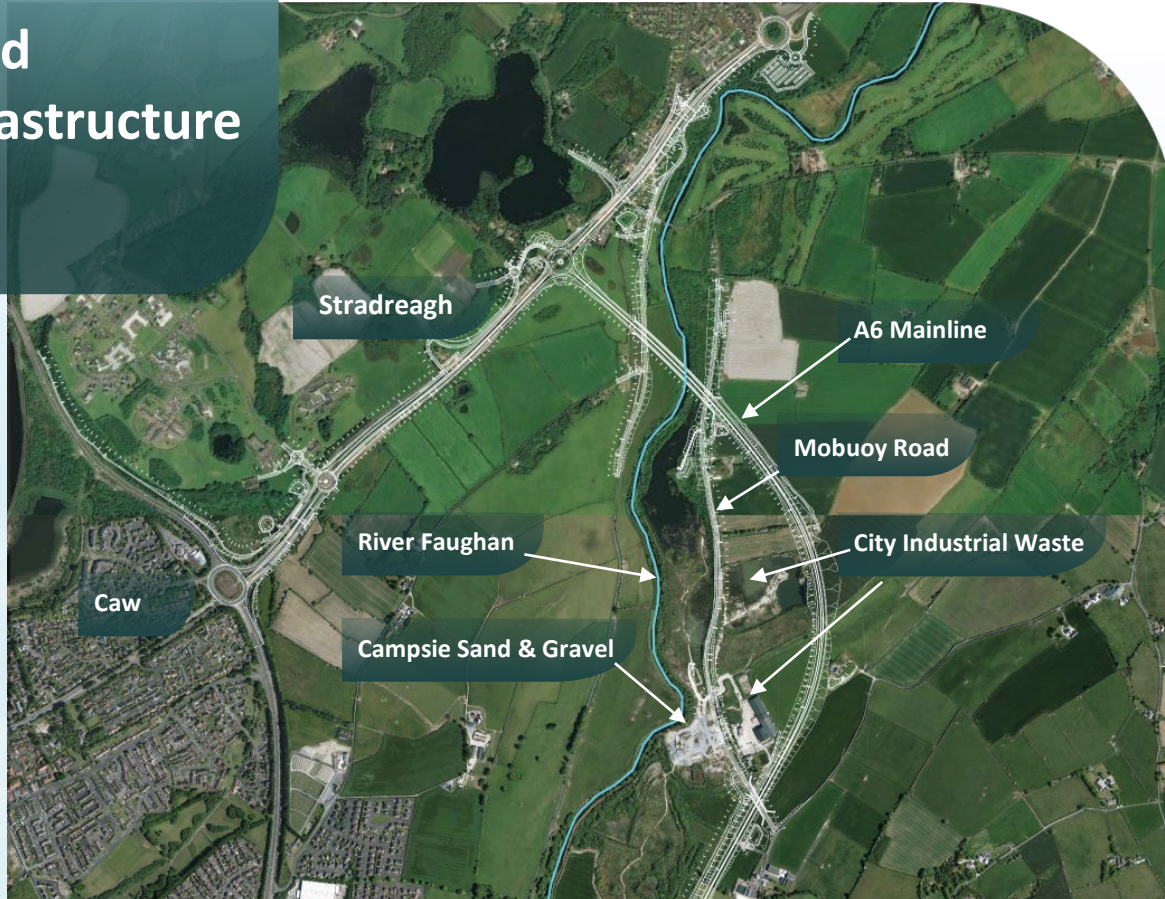 d
astructure
Stradreagh
A6 Mainline
Mobuoy Road
River Faughan
City Industrial Waste
Caw
Campsie Sand & Gravel